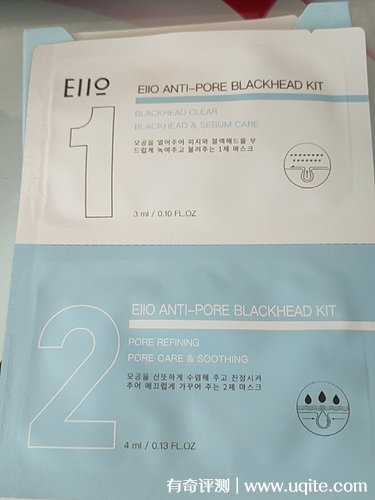 EIIO
EIIO ANTI-PORE BLACKHEAD KIT
1
BLACKHEAD CLEAR
BLACKHEAD & SEBUM CARE
모공을 열어주며 피지와 블랙헤드를 부
드럽게 녹여주고 불려주는 1제 마스크
3 ml / 0.10 FL.OZ
EIIO ANTI-PORE BLACKHEAD KIT
2
PORE REFINING
PORE CARE & SOOTHING
모공을 산뜻하게 수렴해 주고 진정시켜
주어 매끄럽게 가꾸며 주는 2제 마스크
4 ml / 0.13 FL.OZ
有奇评测 | www.uqite.com